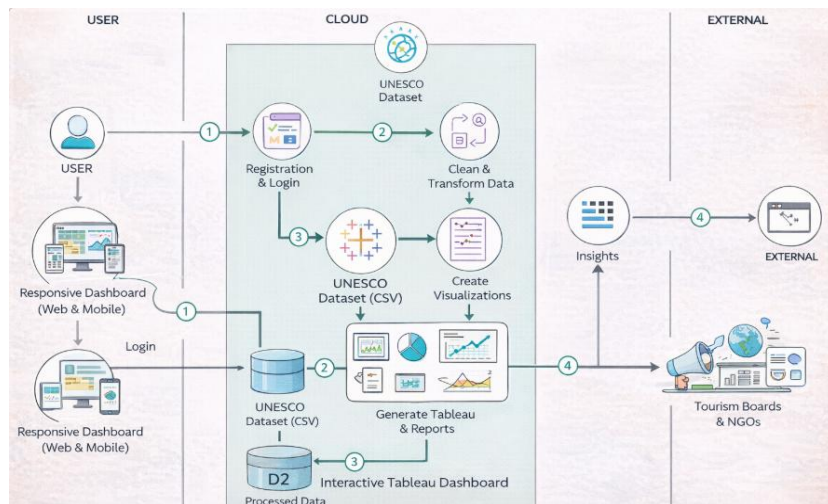 USER
CLOUD
EXTERNAL
UNESCO
Dataset
1
2
USER
Registration
& Login
Clean &
Transform Data
3
4
Insights
EXTERNAL
UNESCO
Dataset (CSV)
Create
Visualizations
Responsive Dashboard
(Web & Mobile)
1
Login
2
4
UNESCO
Dataset (CSV)
Generate Tableau
& Reports
Tourism Boards
& NGOs
Responsive Dashboard
(Web & Mobile)
3
D2
Interactive Tableau Dashboard
Processed Data